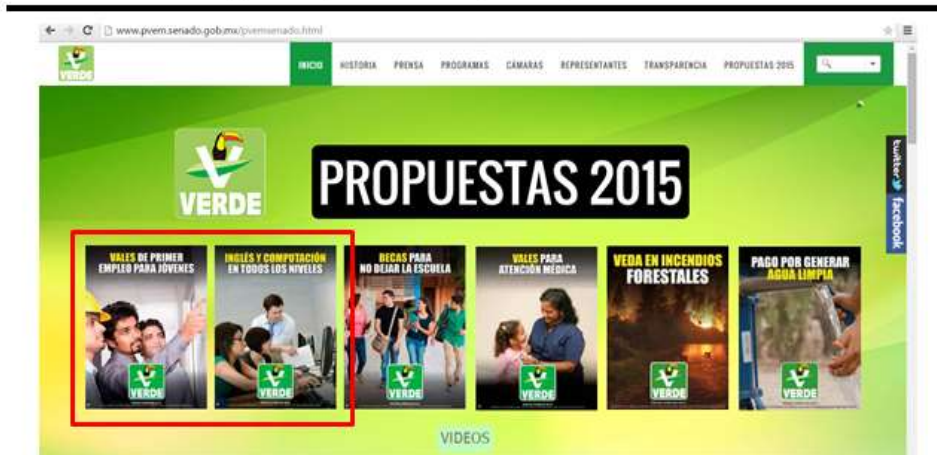 www.pvem.senado.gob.mx/pvemsenado.html
VERDE
INICIO HISTORIA PRENSA PROGRAMAS CÁMARAS REPRESENTANTES TRANSPARENCIA PROPUESTAS 2015
VERDE
PROPUESTAS 2015
twitter
facebook
VALES DE PRIMER
EMPLEO PARA JÓVENES
VERDE
INGLÉS Y COMPUTACIÓN
EN TODOS LOS NIVELES
VERDE
BECAS PARA
NO DEJAR LA ESCUELA
VERDE
VALES PARA
ATENCIÓN MÉDICA
VERDE
VEDA EN INCENDIOS
FORESTALES
VERDE
PAGO POR GENERAR
AGUA LIMPIA
VERDE
VIDEOS